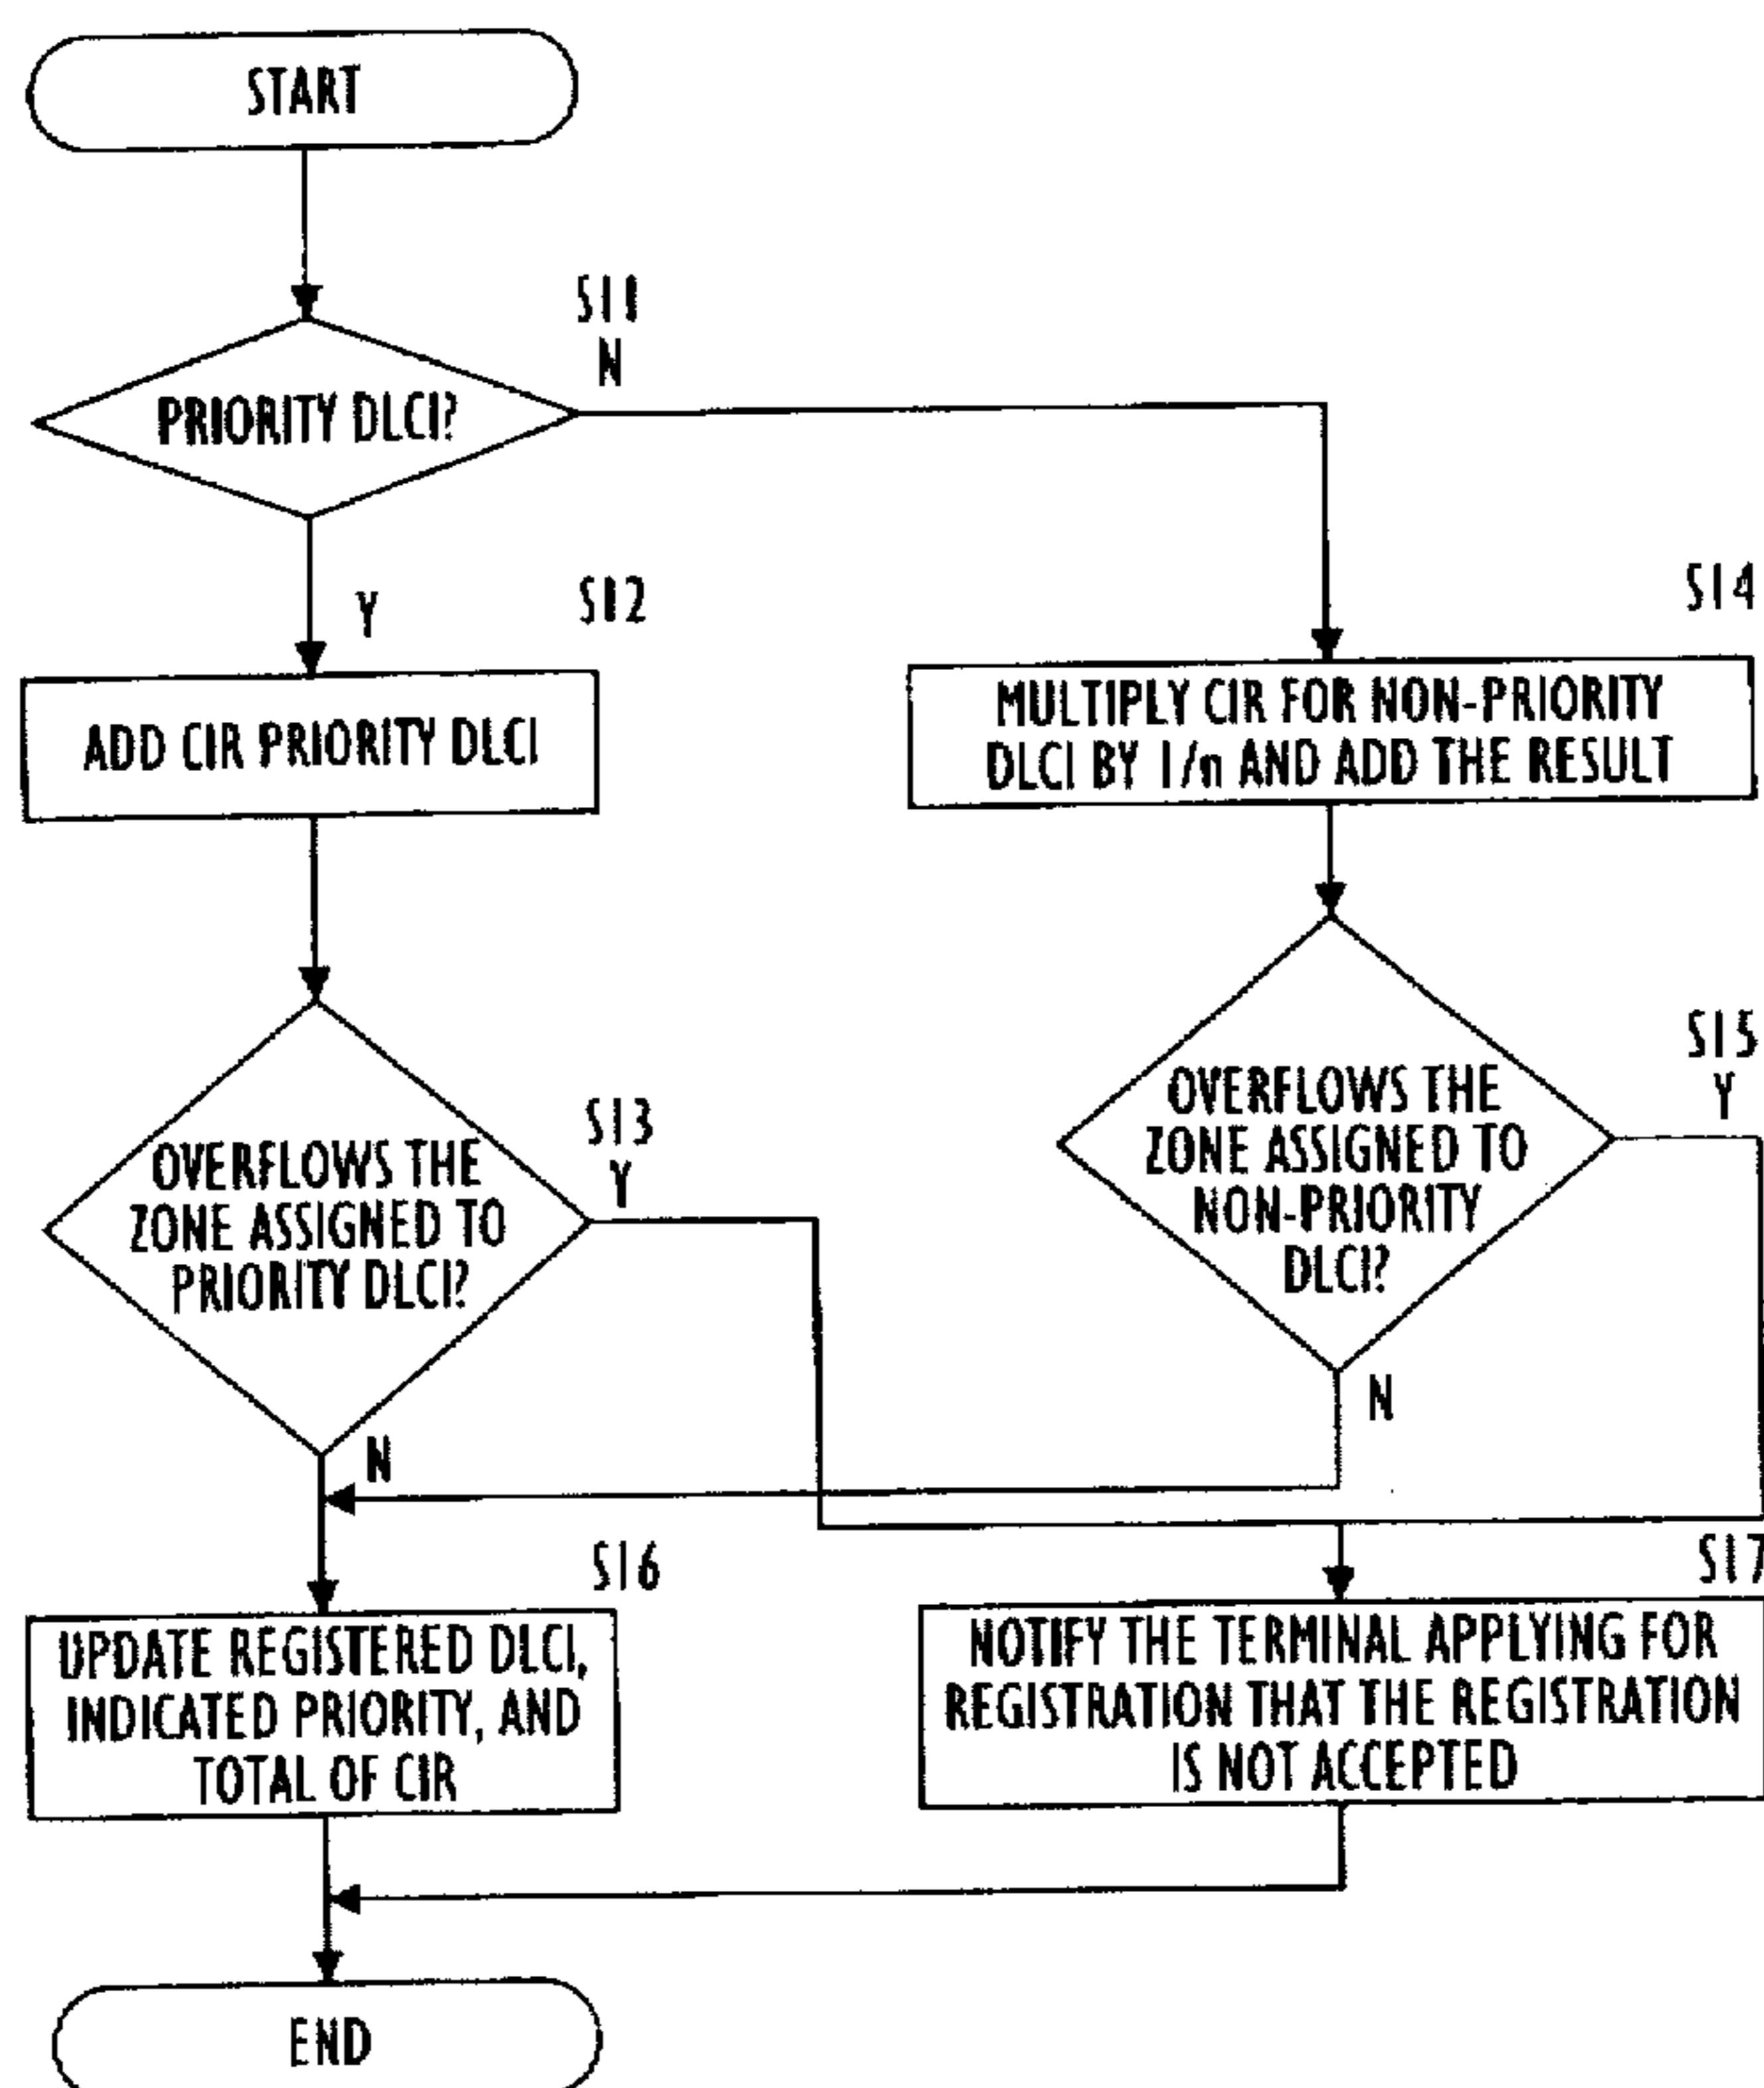 START
S11
N
PRIORITY DLCI?
Y
S12
ADD CIR PRIORITY DLCI
S14
MULTIPLY CIR FOR NON-PRIORITY
DLCI BY 1/n AND ADD THE RESULT
S13
Y
OVERFLOWS THE
ZONE ASSIGNED TO
PRIORITY DLCI?
N
S15
Y
OVERFLOWS THE
ZONE ASSIGNED TO
NON-PRIORITY
DLCI?
N
S16
UPDATE REGISTERED DLCI,
INDICATED PRIORITY, AND
TOTAL OF CIR
S17
NOTIFY THE TERMINAL APPLYING FOR
REGISTRATION THAT THE REGISTRATION
IS NOT ACCEPTED
END